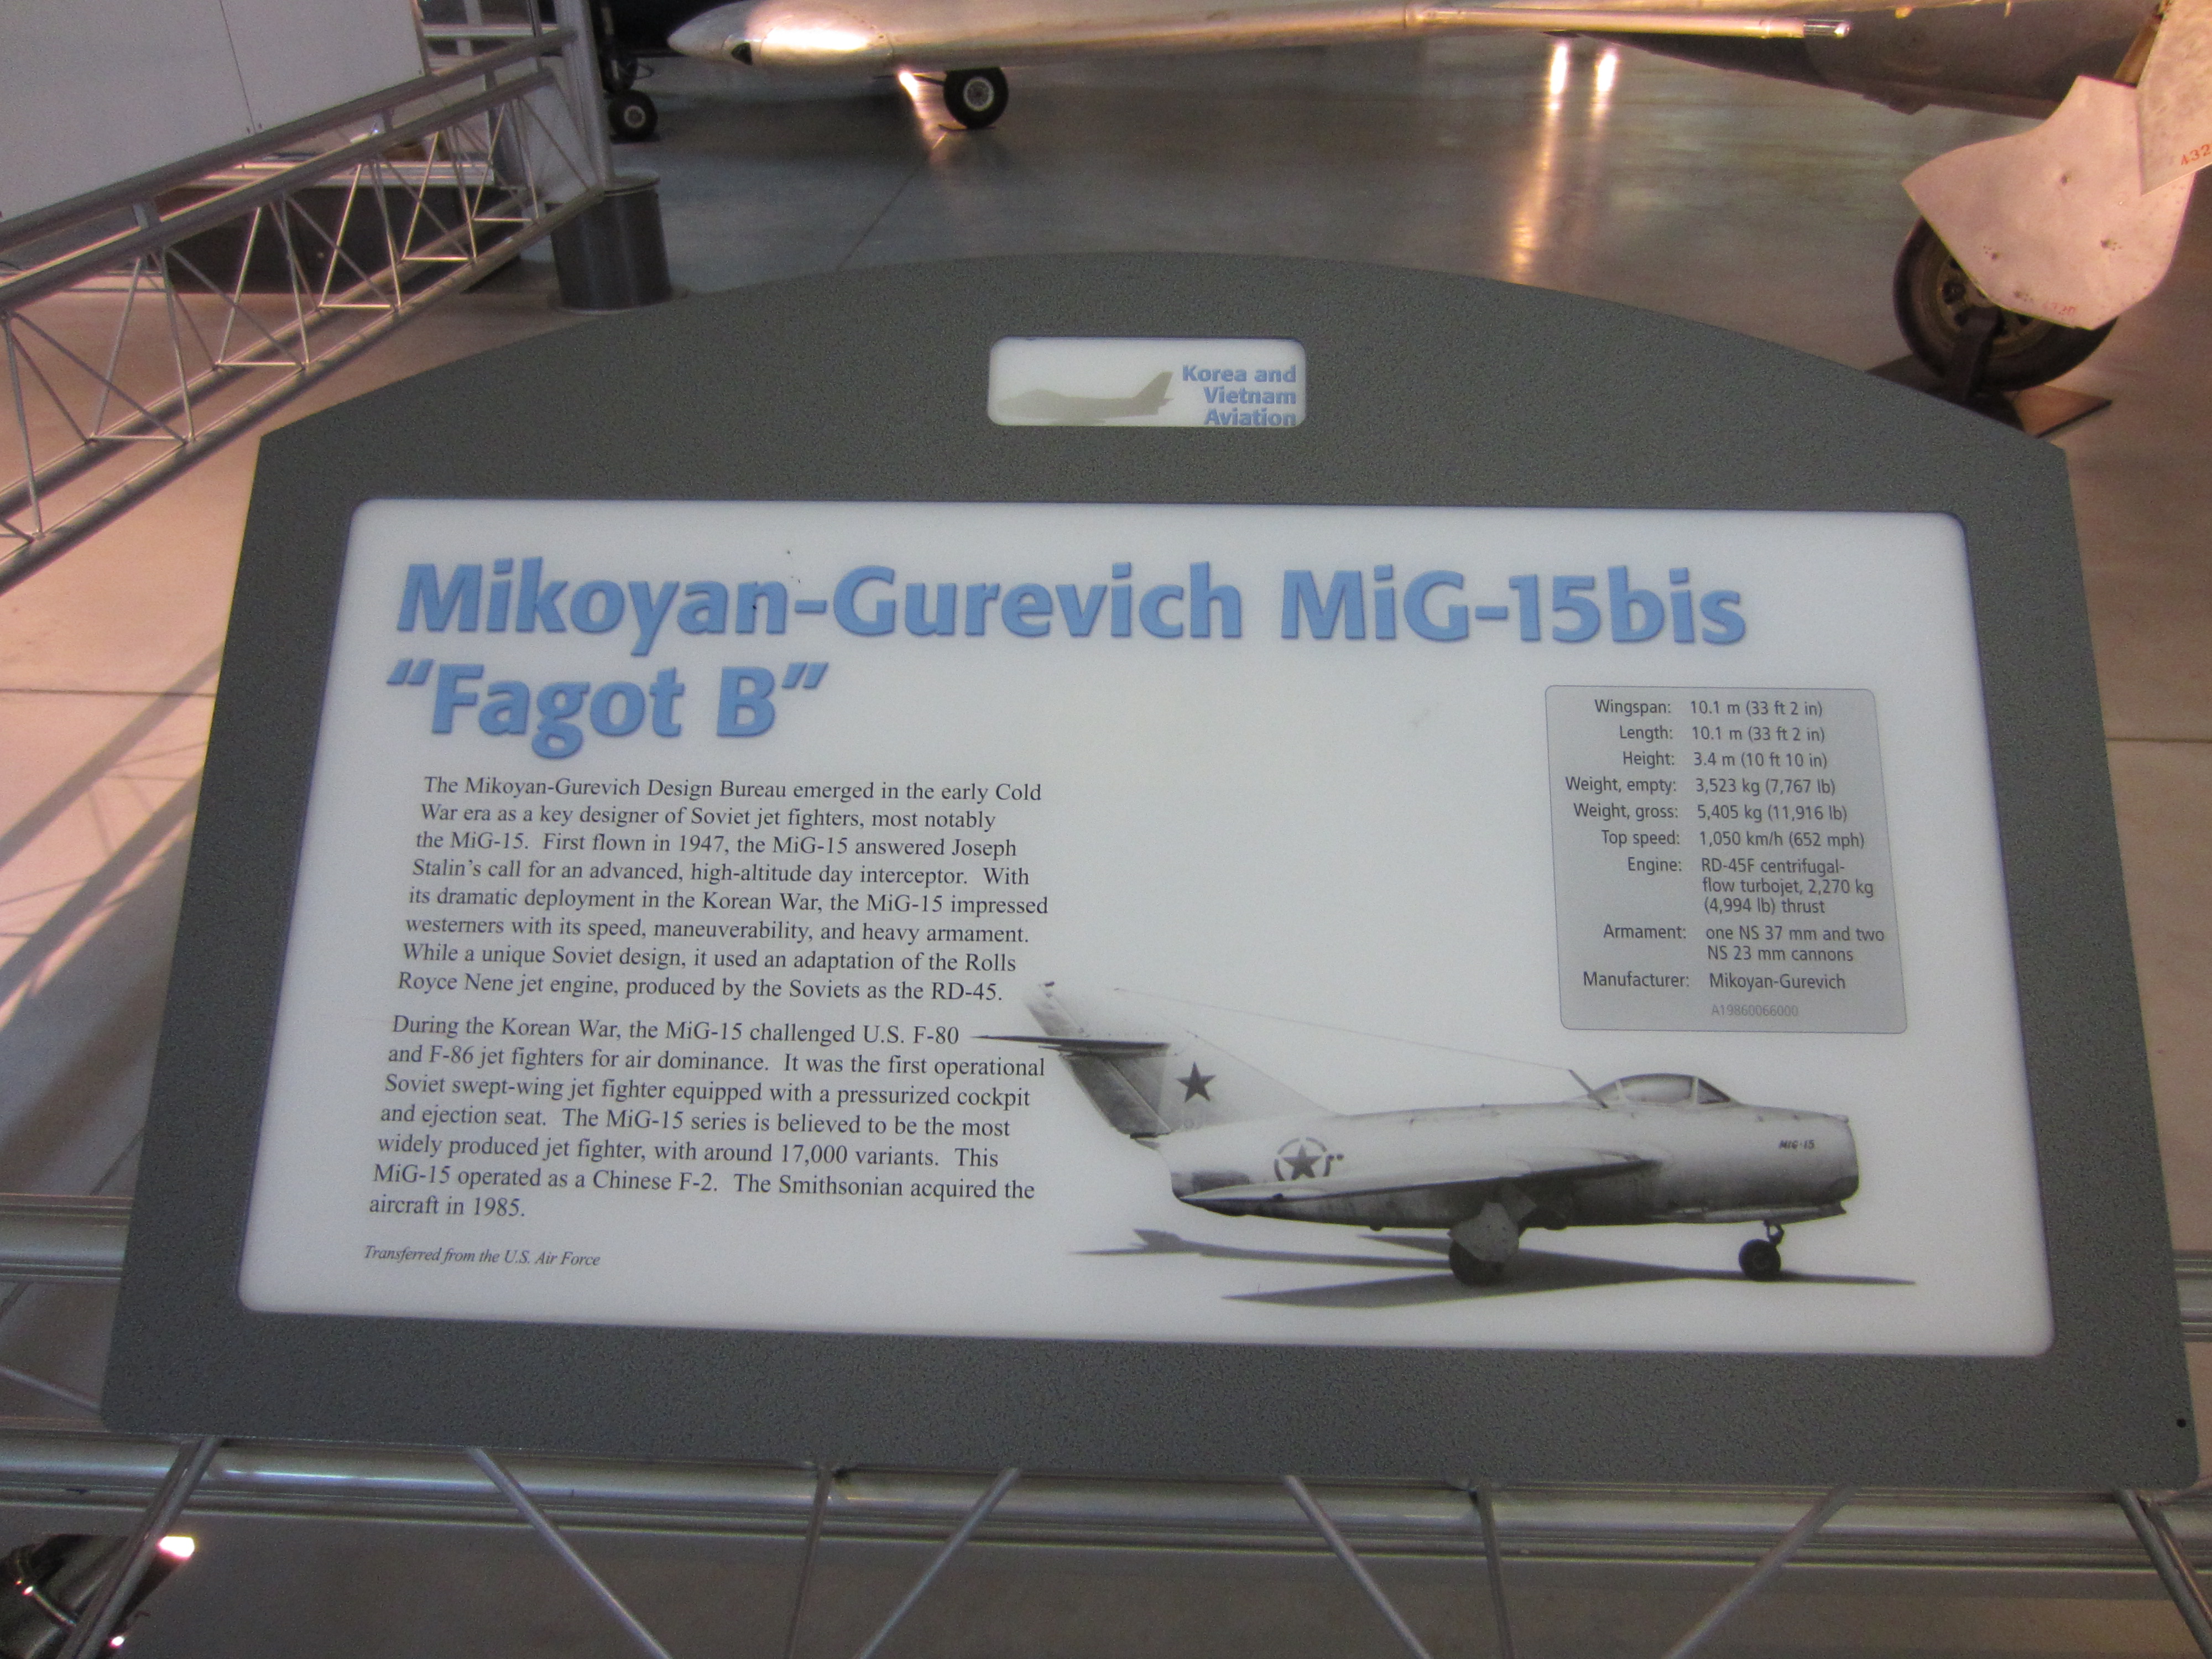 Korea and
Vietnam
Aviation
Mikoyan-Gurevich MiG-15bis
"Fagot B"
The Mikoyan-Gurevich Design Bureau emerged in the early Cold
War era as a key designer of Soviet jet fighters, most notably
the MiG-15. First flown in 1947, the MiG-15 answered Joseph
Stalin's call for an advanced, high-altitude day interceptor. With
its dramatic deployment in the Korean War, the MiG-15 impressed
westerners with its speed, maneuverability, and heavy armament.
While a unique Soviet design, it used an adaptation of the Rolls
Royce Nene jet engine, produced by the Soviets as the RD-45.
During the Korean War, the MiG-15 challenged U.S. F-80
and F-86 jet fighters for air dominance. It was the first operational
Soviet swept-wing jet fighter equipped with a pressurized cockpit
and ejection seat. The MiG-15 series is believed to be the most
widely produced jet fighter, with around 17,000 variants. This
MiG-15 operated as a Chinese F-2. The Smithsonian acquired the
aircraft in 1985.
Transferred from the U.S. Air Force
Wingspan: 10.1 m (33 ft 2 in)
Length: 10.1 m (33 ft 2 in)
Height: 3.4 m (10 ft 10 in)
Weight, empty: 3,523 kg (7,767 lb)
Weight, gross: 5,405 kg (11,916 lb)
Top speed: 1,050 km/h (652 mph)
Engine: RD-45F centrifugal-
flow turbojet, 2,270 kg
(4,994 lb) thrust
Armament: one NS 37 mm and two
NS 23 mm cannons
Manufacturer: Mikoyan-Gurevich
A19860066000
MIG-15